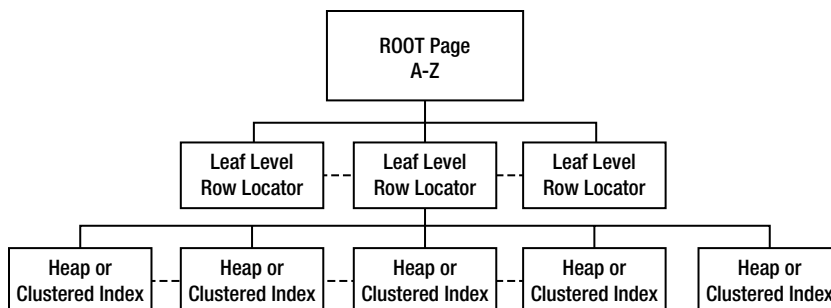 ROOT Page
A-Z
Leaf Level
Row Locator
Leaf Level
Row Locator
Leaf Level
Row Locator
Heap or
Clustered Index
Heap or
Clustered Index
Heap or
Clustered Index
Heap or
Clustered Index
Heap or
Clustered Index